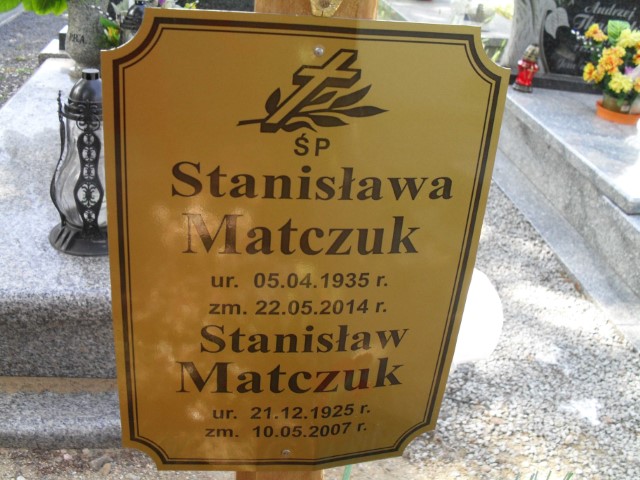 ŚP
Stanisława
Matczuk
ur. 05.04.1935 r.
zm. 22.05.2014 r.
Stanisław
Matczuk
ur. 21.12.1925 r.
zm. 10.05.2007 r.
Andrzej